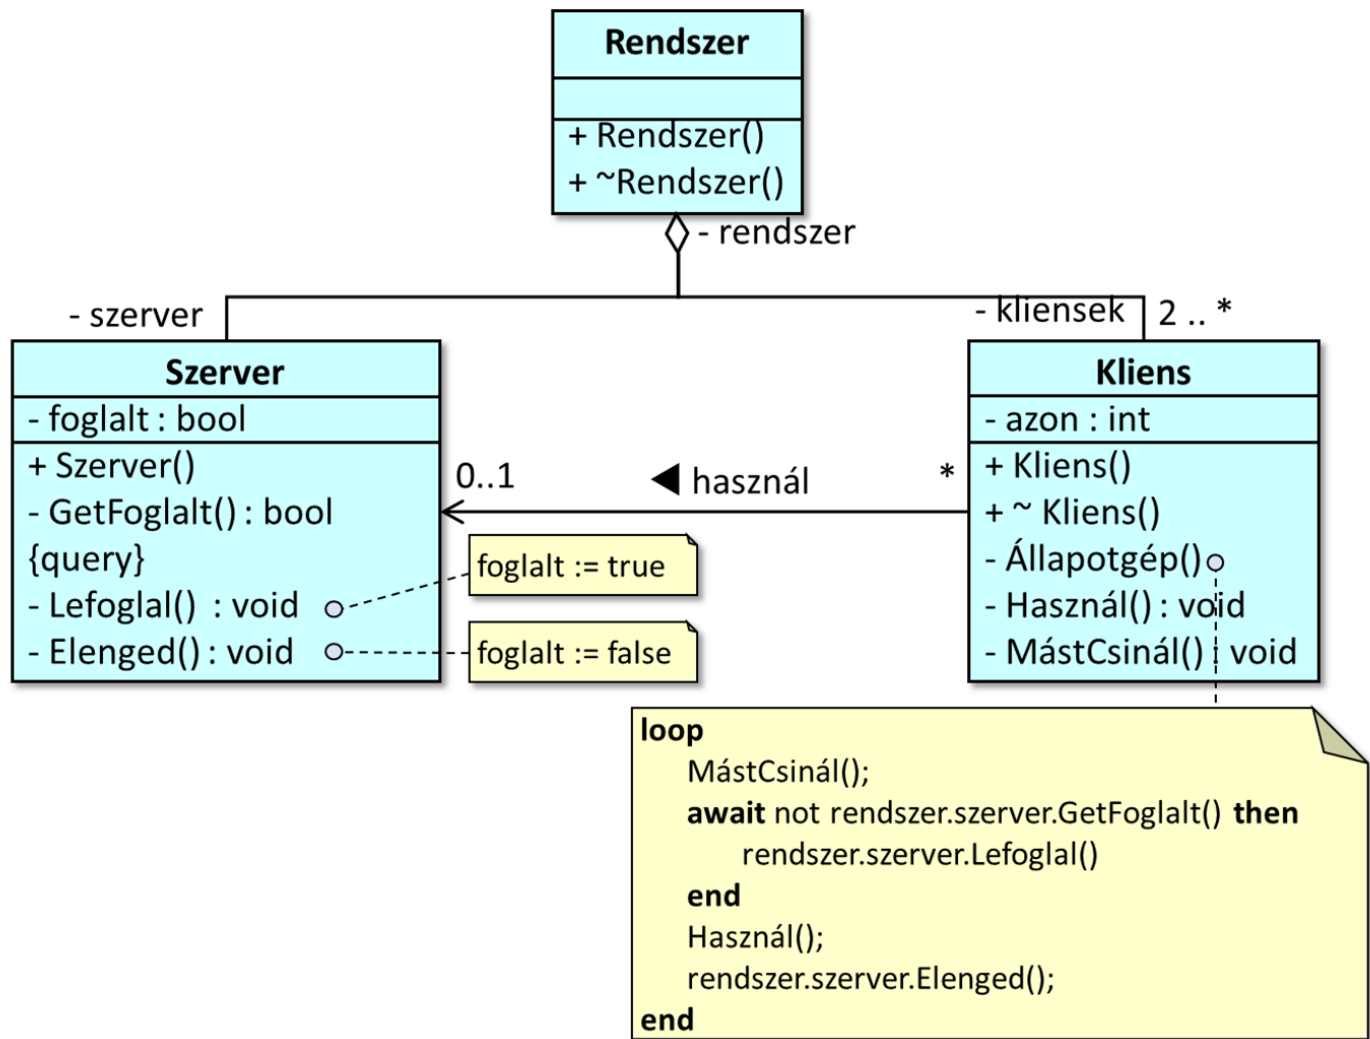 Rendszer
+ Rendszer()
+ ~Rendszer()
- rendszer
- szerver
- kliensek
2 .. *
Szerver
- foglalt : bool
+ Szerver()
- GetFoglalt() : bool
{query}
- Lefoglal() : void
- Elenged() : void
0..1
◀ használ
*
foglalt := true
foglalt := false
Kliens
- azon : int
+ Kliens()
+ ~ Kliens()
- Állapotgép()
- Használ() : void
- MástCsinál() : void
loop
MástCsinál();
await not rendszer.szerver.GetFoglalt() then
rendszer.szerver.Lefoglal()
end
Használ();
rendszer.szerver.Elenged();
end